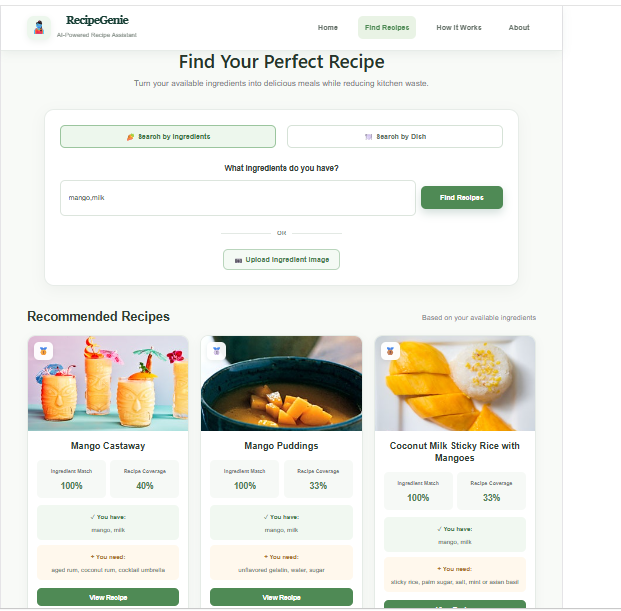 RecipeGenie
AI-Powered Recipe Assistant
Home
Find Recipes
How It Works
About
Find Your Perfect Recipe
Turn your available ingredients into delicious meals while reducing kitchen waste.
Search by Ingredients
Search by Dish
What ingredients do you have?
mango,milk
Find Recipes
OR
Upload Ingredient Image
Recommended Recipes
Based on your available ingredients
Mango Castaway
Ingredient Match
100%
Recipe Coverage
40%
✓ You have:
mango, milk
+ You need:
aged rum, coconut rum, cocktail umbrella
View Recipe
Mango Puddings
Ingredient Match
100%
Recipe Coverage
33%
✓ You have:
mango, milk
+ You need:
unflavored gelatin, water, sugar
View Recipe
Coconut Milk Sticky Rice with
Mangoes
Ingredient Match
100%
Recipe Coverage
33%
✓ You have:
mango, milk
+ You need:
sticky rice, palm sugar, salt, mint or asian basil